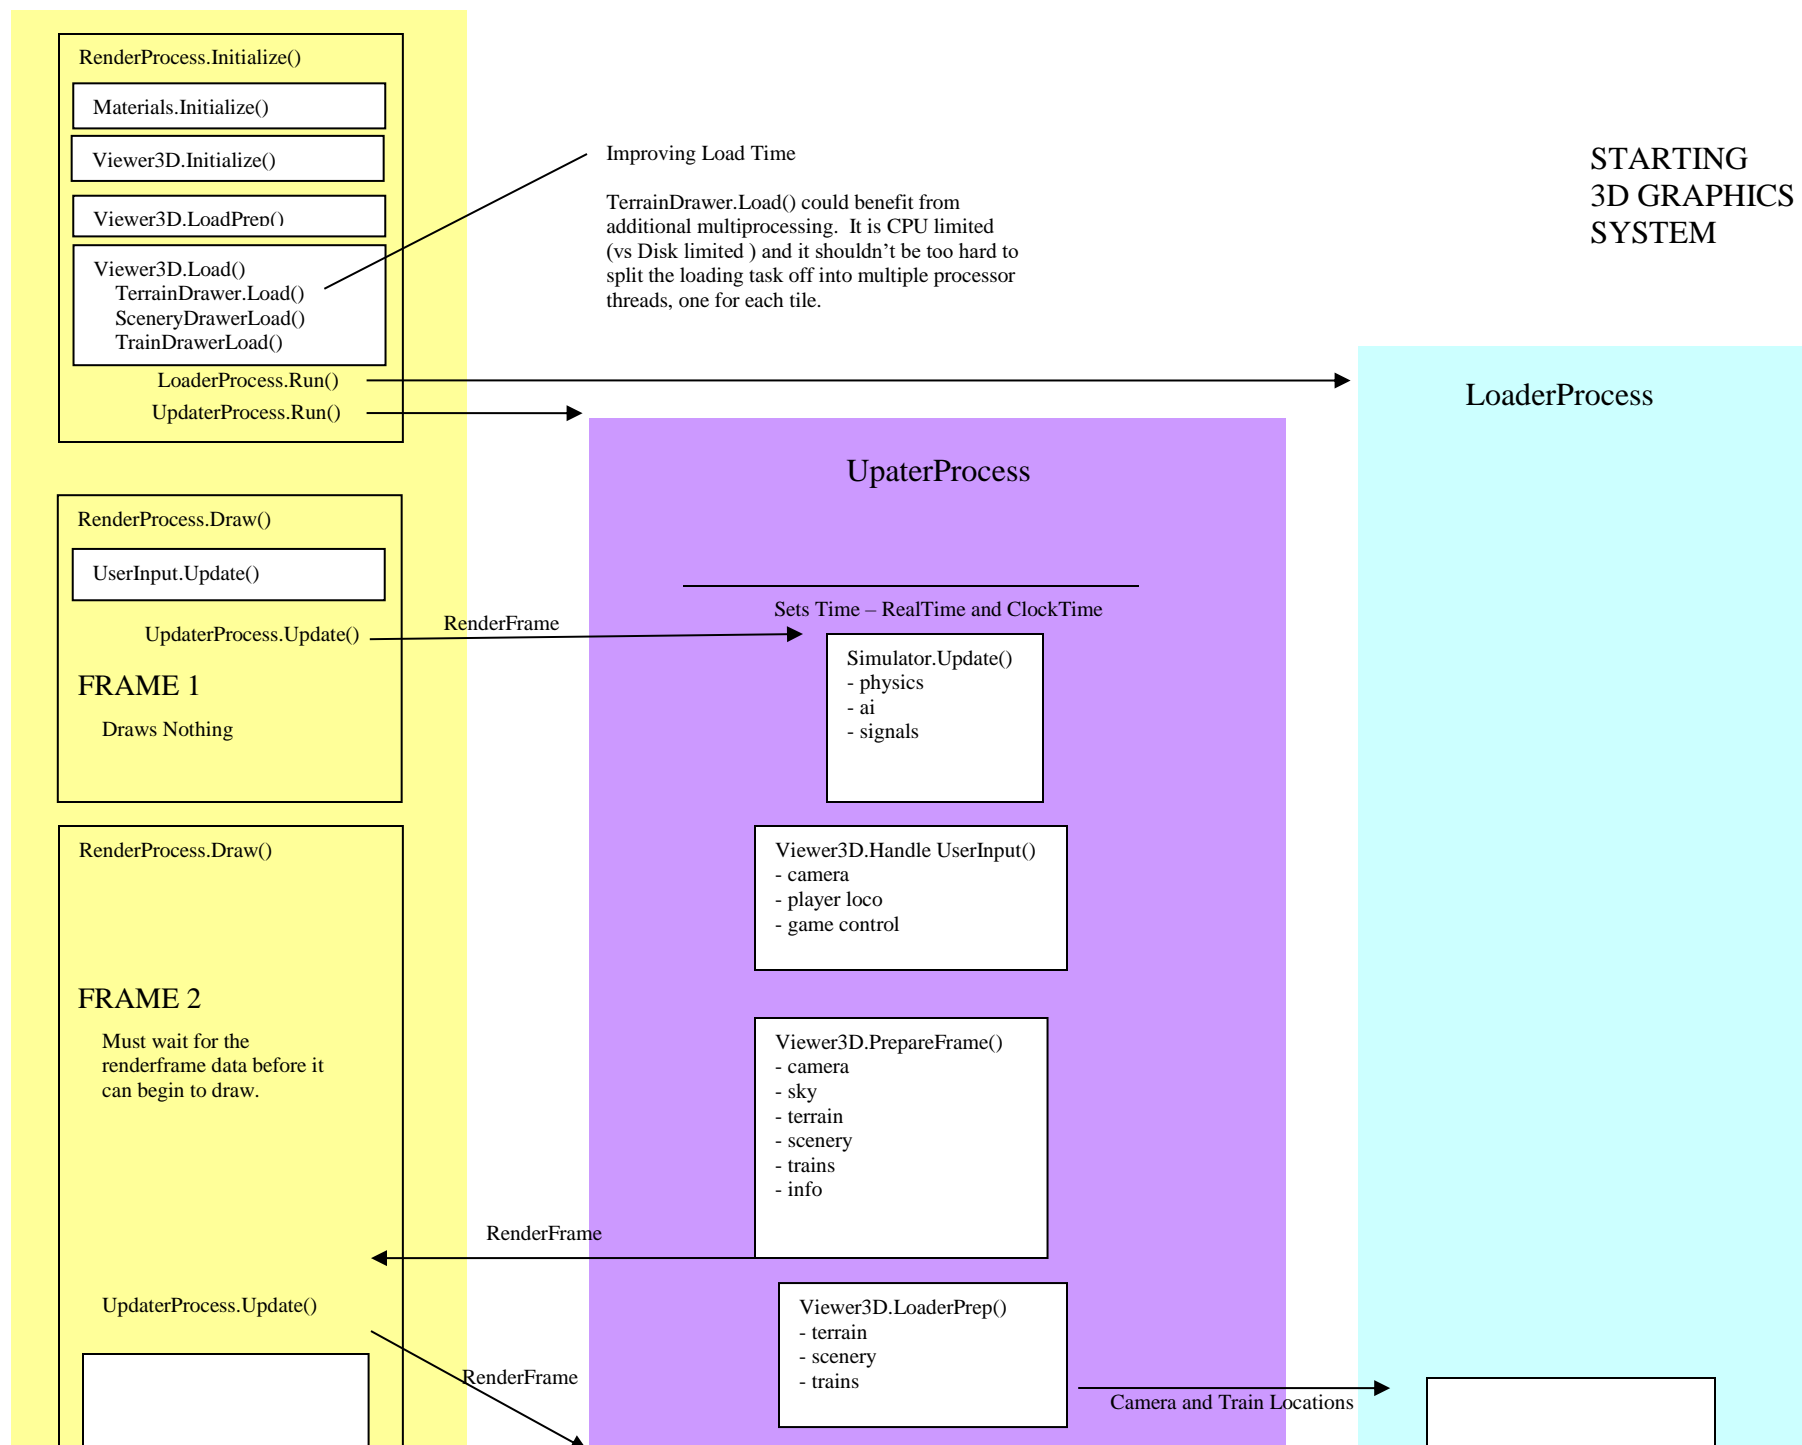 RenderProcess.Initialize()
Materials.Initialize()
Viewer3D.Initialize()
Viewer3D.LoadPrep()
Viewer3D.Load()
TerrainDrawer.Load()
SceneryDrawerLoad()
TrainDrawerLoad()
LoaderProcess.Run()
UpdaterProcess.Run()
Improving Load Time
TerrainDrawer.Load() could benefit from
additional multiprocessing.  It is CPU limited
(vs Disk limited ) and it shouldn’t be too hard to
split the loading task off into multiple processor
threads, one for each tile.
STARTING
3D GRAPHICS
SYSTEM
LoaderProcess
UpaterProcess
RenderProcess.Draw()
UserInput.Update()
UpdaterProcess.Update()
RenderFrame
FRAME 1
Draws Nothing
Sets Time – RealTime and ClockTime
Simulator.Update()
- physics
- ai
- signals
RenderProcess.Draw()
FRAME 2
Must wait for the
renderframe data before it
can begin to draw.
Viewer3D.Handle UserInput()
- camera
- player loco
- game control
Viewer3D.PrepareFrame()
- camera
- sky
- terrain
- scenery
- trains
- info
RenderFrame
UpdaterProcess.Update()
RenderFrame
Viewer3D.LoaderPrep()
- terrain
- scenery
- trains
Camera and Train Locations